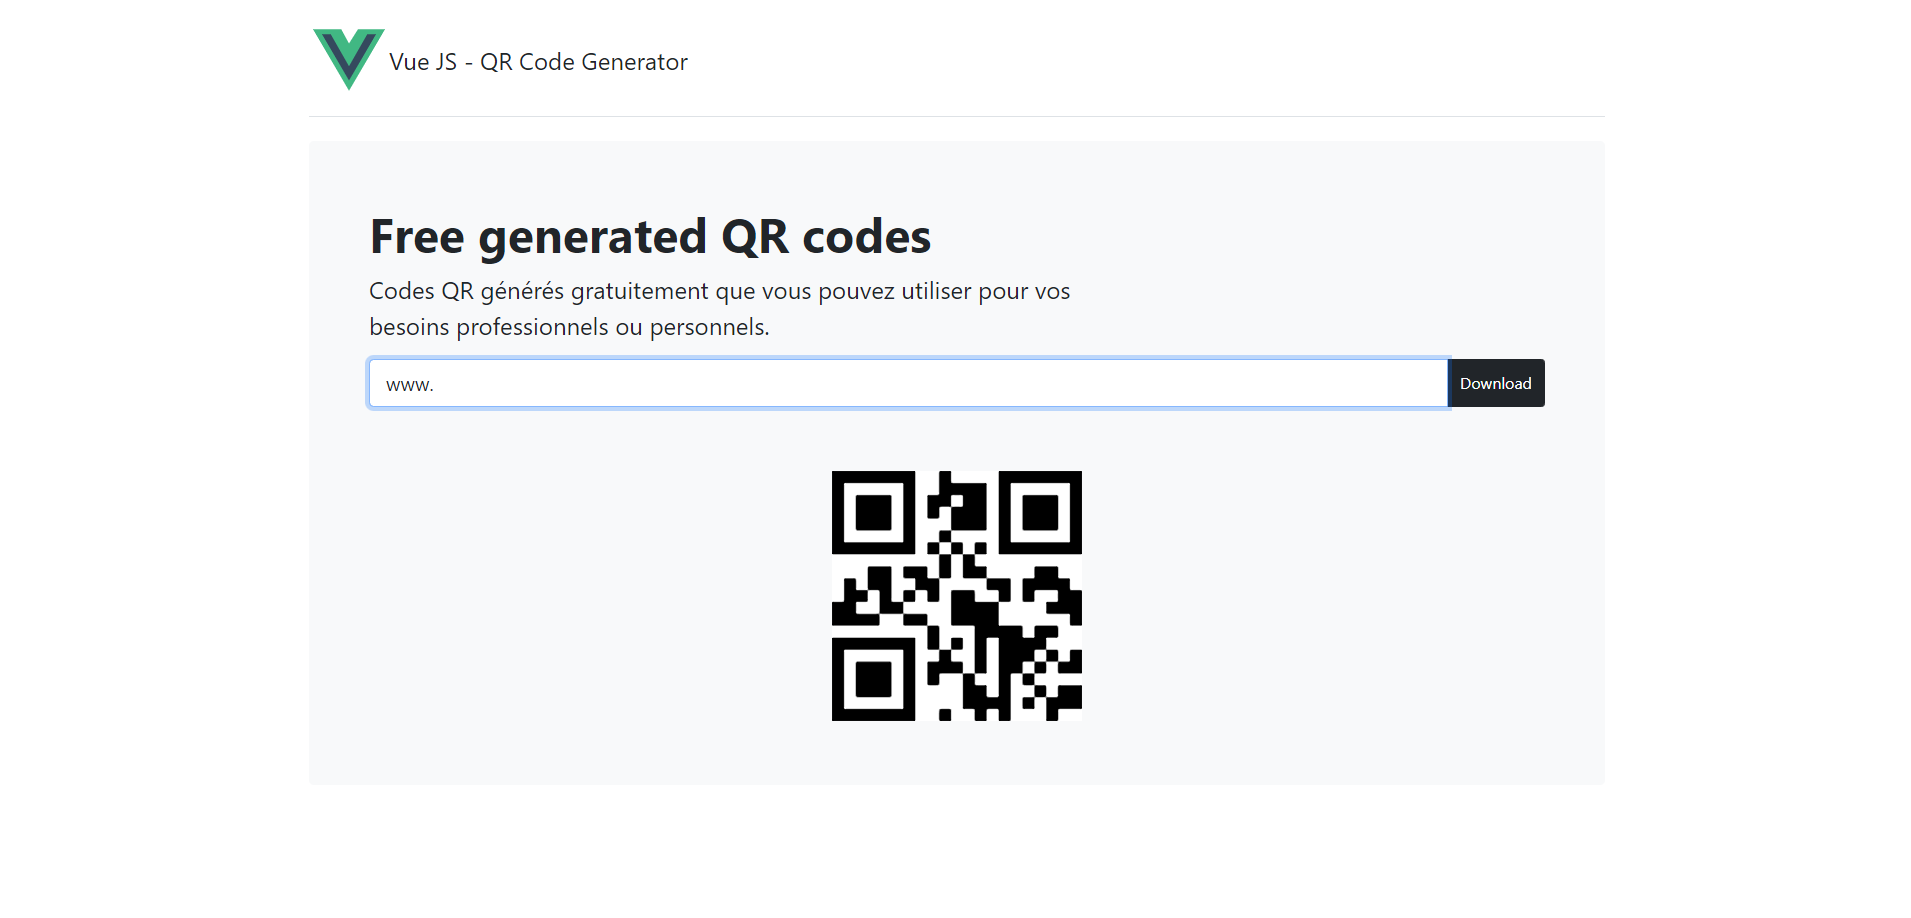 Vue JS - QR Code Generator
Free generated QR codes
Codes QR générés gratuitement que vous pouvez utiliser pour vos
besoins professionnels ou personnels.
www.
Download